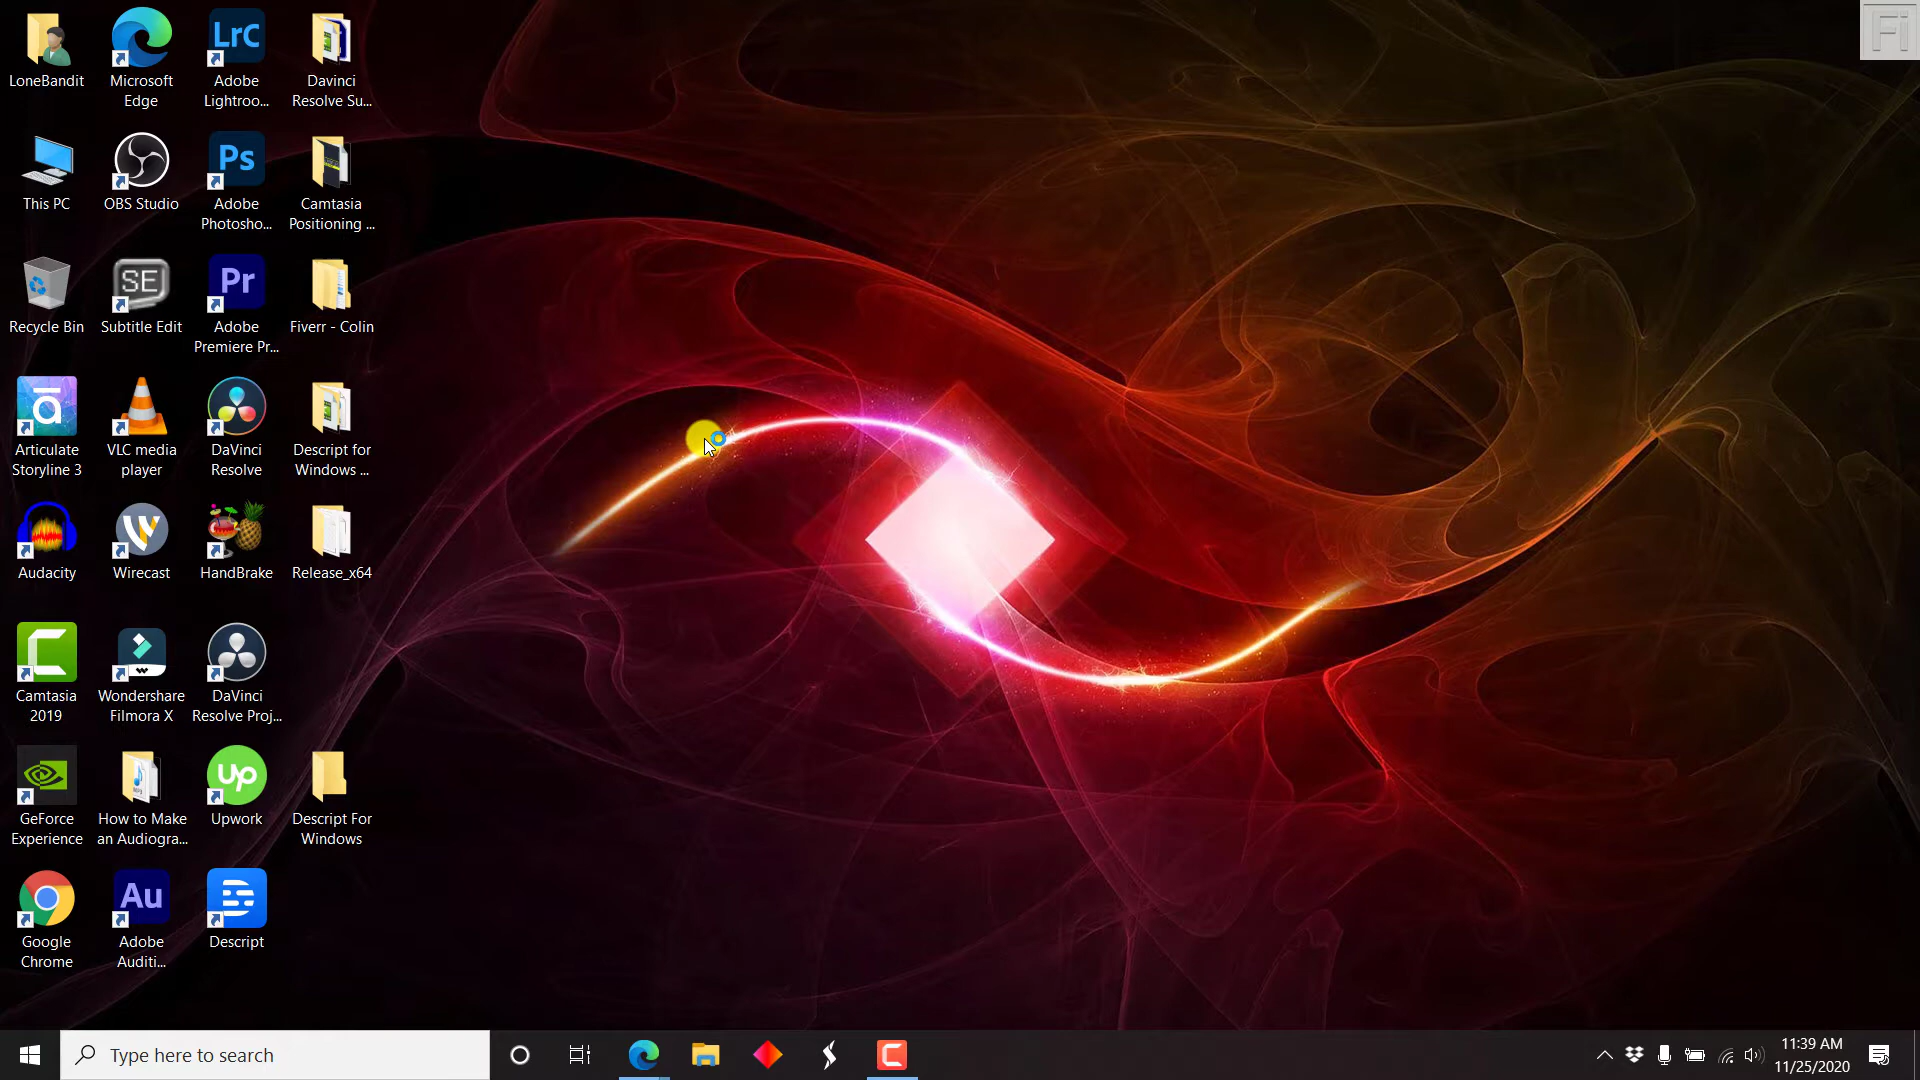 LoneBandit
Microsoft
Edge
LrC
Adobe
Lightroo...
Davinci
Resolve Su...
Fi
This PC
OBS Studio
Ps
Adobe
Photosho...
Camtasia
Positioning ...
Recycle Bin
SE
Subtitle Edit
Pr
Adobe
Premiere Pr...
Fiverr - Colin
ā
Articulate
Storyline 3
VLC media
player
DaVinci
Resolve
Descript for
Windows ...
Audacity
Wirecast
HandBrake
Release_x64
Camtasia
2019
Wondershare
Filmora X
DaVinci
Resolve Proj...
GeForce
Experience
How to Make
an Audiogra...
Up
Upwork
Descript For
Windows
Google
Chrome
Au
Adobe
Auditi...
Descript
Type here to search
11:39 AM
11/25/2020